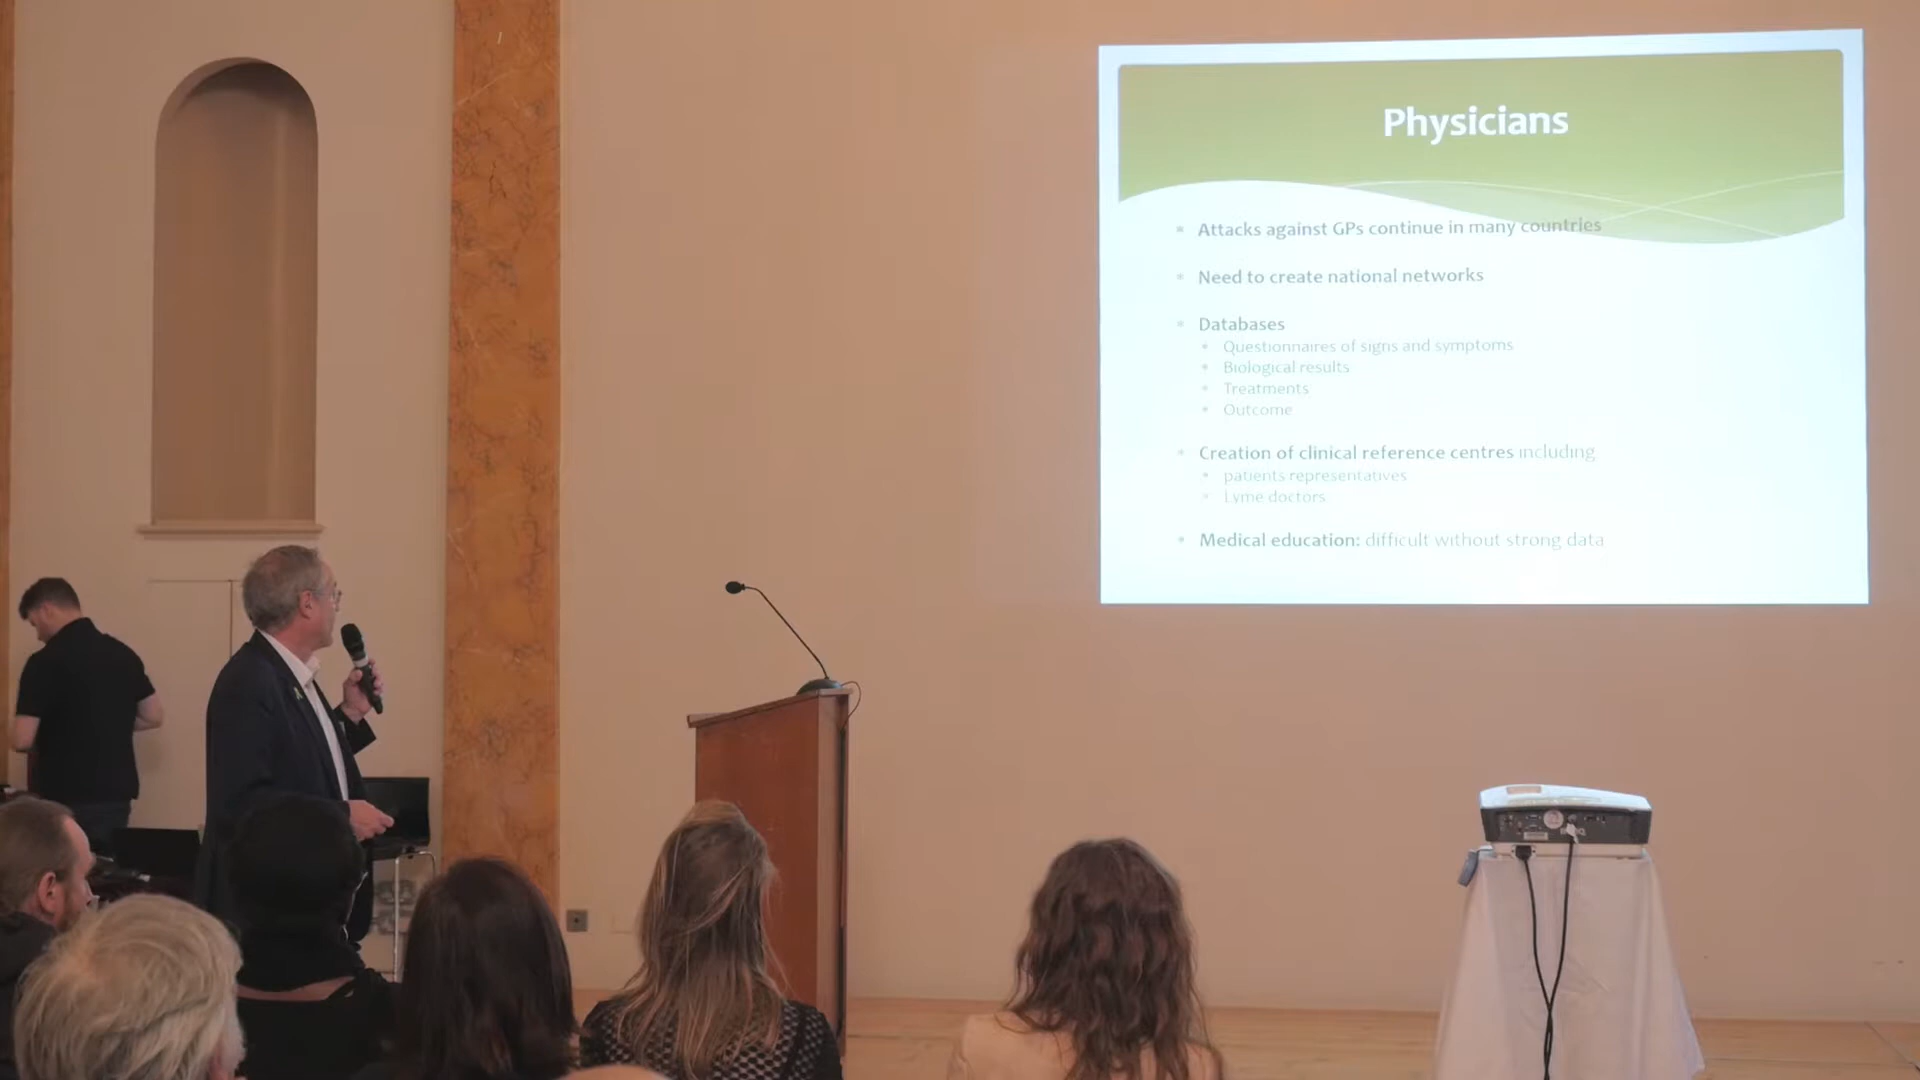 Physicians
Attacks against GPs continue in many countries
Need to create national networks
Databases
Questionnaires of signs and symptoms
Biological results
Treatments
Outcome
Creation of clinical reference centres including
patients representatives
Lyme doctors
Medical education: difficult without strong data